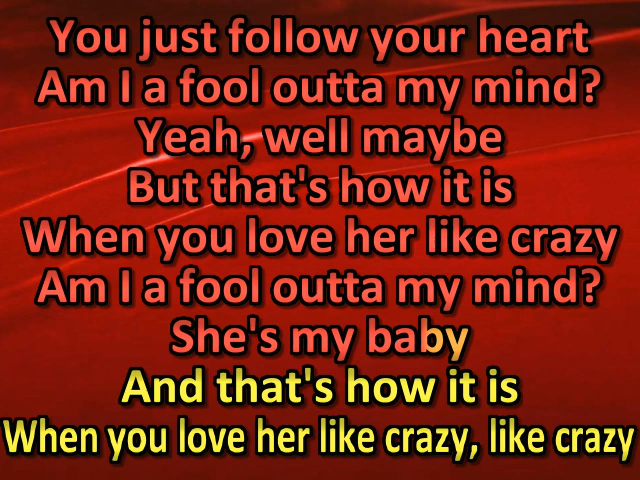 You just follow your heart
Am I a fool outta my mind?
Yeah, well maybe
But that's how it is
When you love her like crazy
Am I a fool outta my mind?
She's my baby
And that's how it is
When you love her like crazy, like crazy